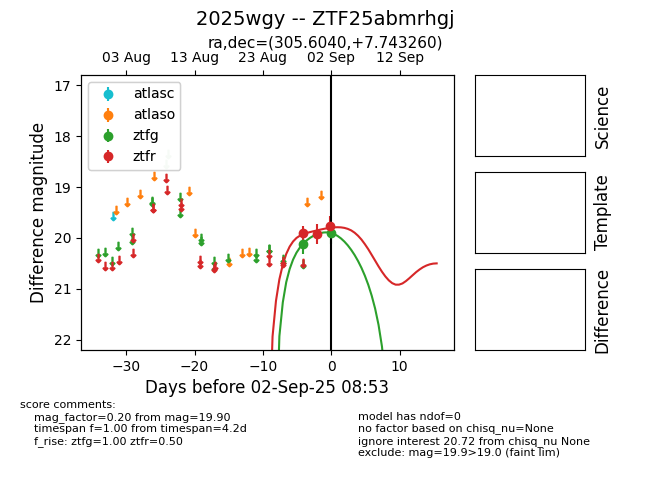 2025wgy -- ZTF25abmrhgj
ra,dec=(305.6040,+7.743260)
03 Aug 13 Aug 23 Aug 02 Sep 12 Sep
atlasc
atlaso
ztfg
ztfr
Difference magnitude
17
18
19
20
21
22
−30 −20 −10 0 10
Days before 02-Sep-25 08:53
Science
Template
Difference
score comments:
mag_factor=0.20 from mag=19.90
timespan f=1.00 from timespan=4.2d
f_rise: ztfg=1.00 ztfr=0.50
model has ndof=0
no factor based on chisq_nu=None
ignore interest 20.72 from chisq_nu None
exclude: mag=19.9>19.0 (faint lim)